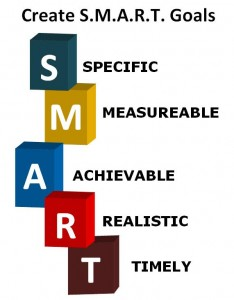 Create S.M.A.R.T. Goals
S SPECIFIC
M MEASUREABLE
A ACHIEVABLE
R REALISTIC
T TIMELY